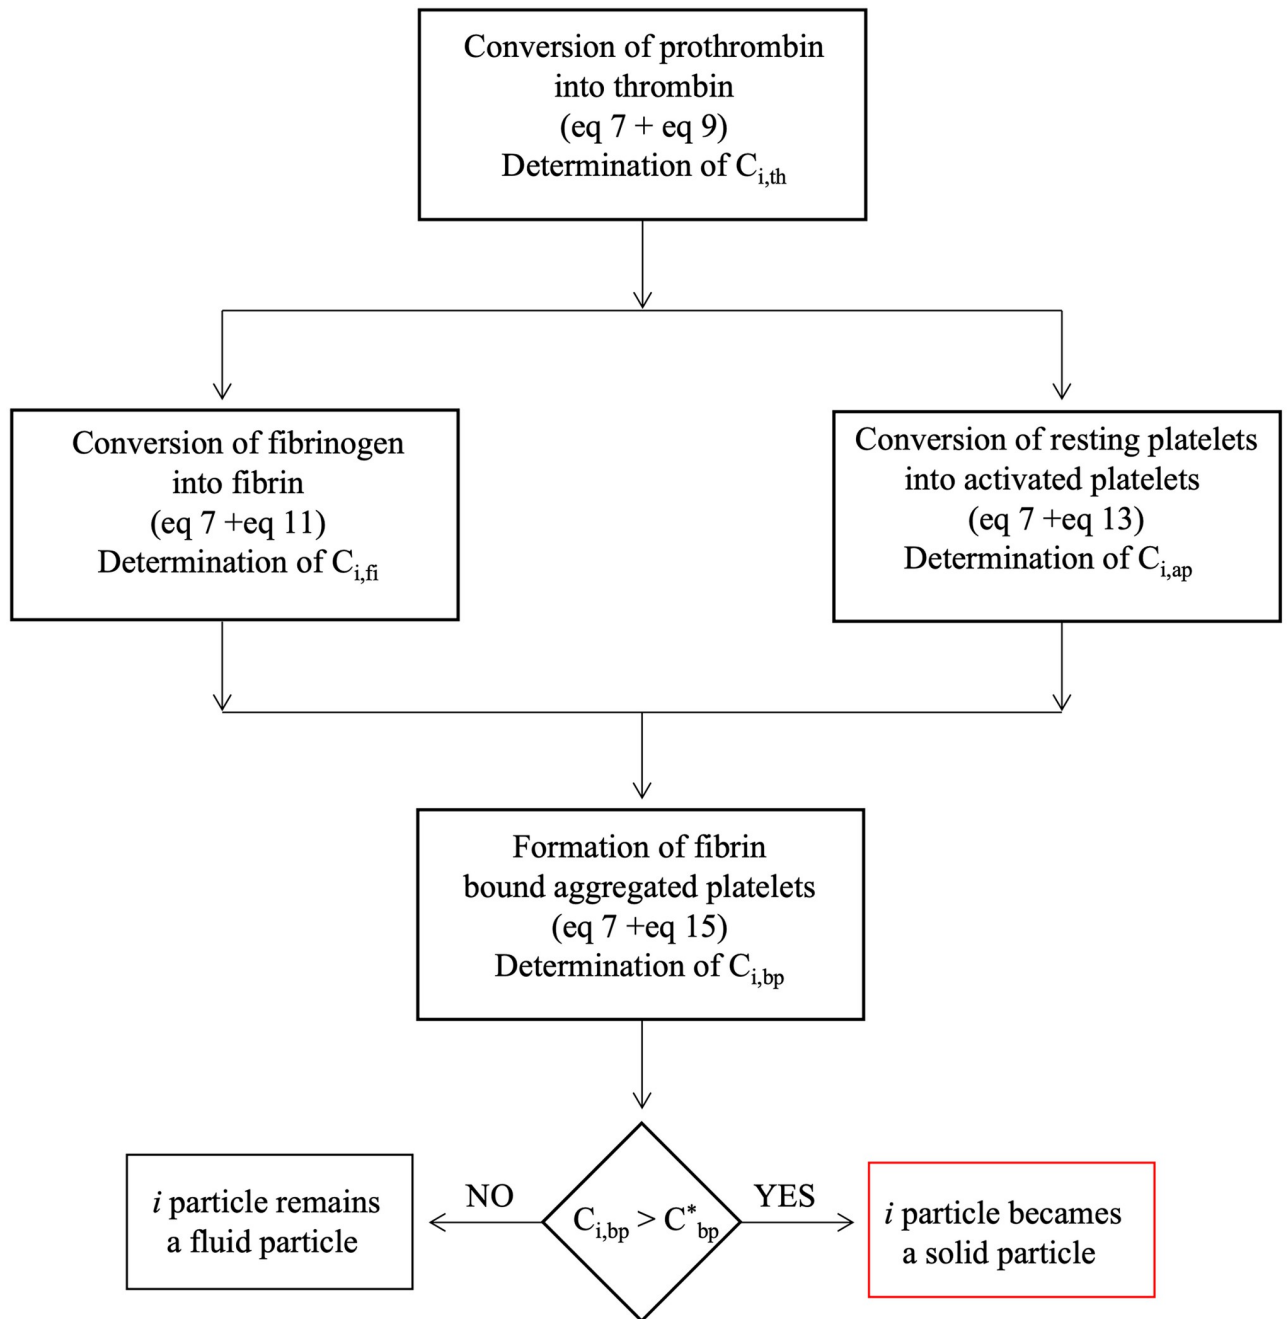 Conversion of prothrombin
into thrombin
(eq 7 + eq 9)
Determination of C_i,th
Conversion of fibrinogen
into fibrin
(eq 7 +eq 11)
Determination of C_i,fi
Conversion of resting platelets
into activated platelets
(eq 7 +eq 13)
Determination of C_i,ap
Formation of fibrin
bound aggregated platelets
(eq 7 +eq 15)
Determination of C_i,bp
i particle remains
a fluid particle
NO
C_i,bp > C*_bp
YES
i particle becames
a solid particle